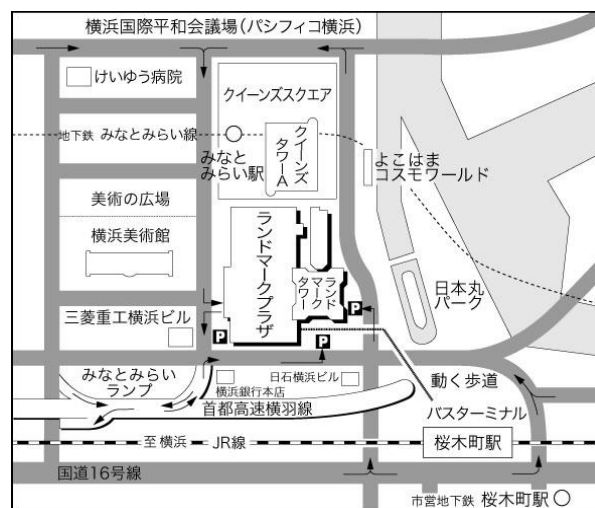 横浜国際平和会議場(パシフィコ横浜)
けいゆう病院
クイーンズスクエア
地下鉄 みなとみらい線
みなと
みらい駅
クイーンズ
タワーA
よこはま
コスモワールド
美術の広場
横浜美術館
ランドマークプラザ
ランド
マーク
タワー
日本丸
パーク
三菱重工横浜ビル
P
P
P
みなとみらい
ランプ
横浜銀行本店
日石横浜ビル
動く歩道
首都高速横羽線
バスターミナル
至横浜
JR線
桜木町駅
国道16号線
市営地下鉄 桜木町駅